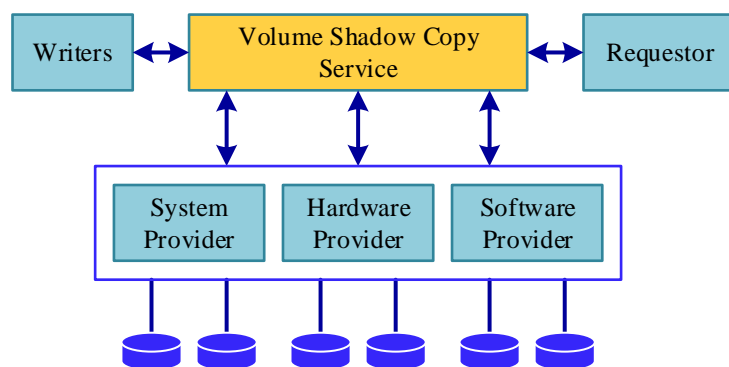 Writers
Volume Shadow Copy
Service
Requestor
System
Provider
Hardware
Provider
Software
Provider